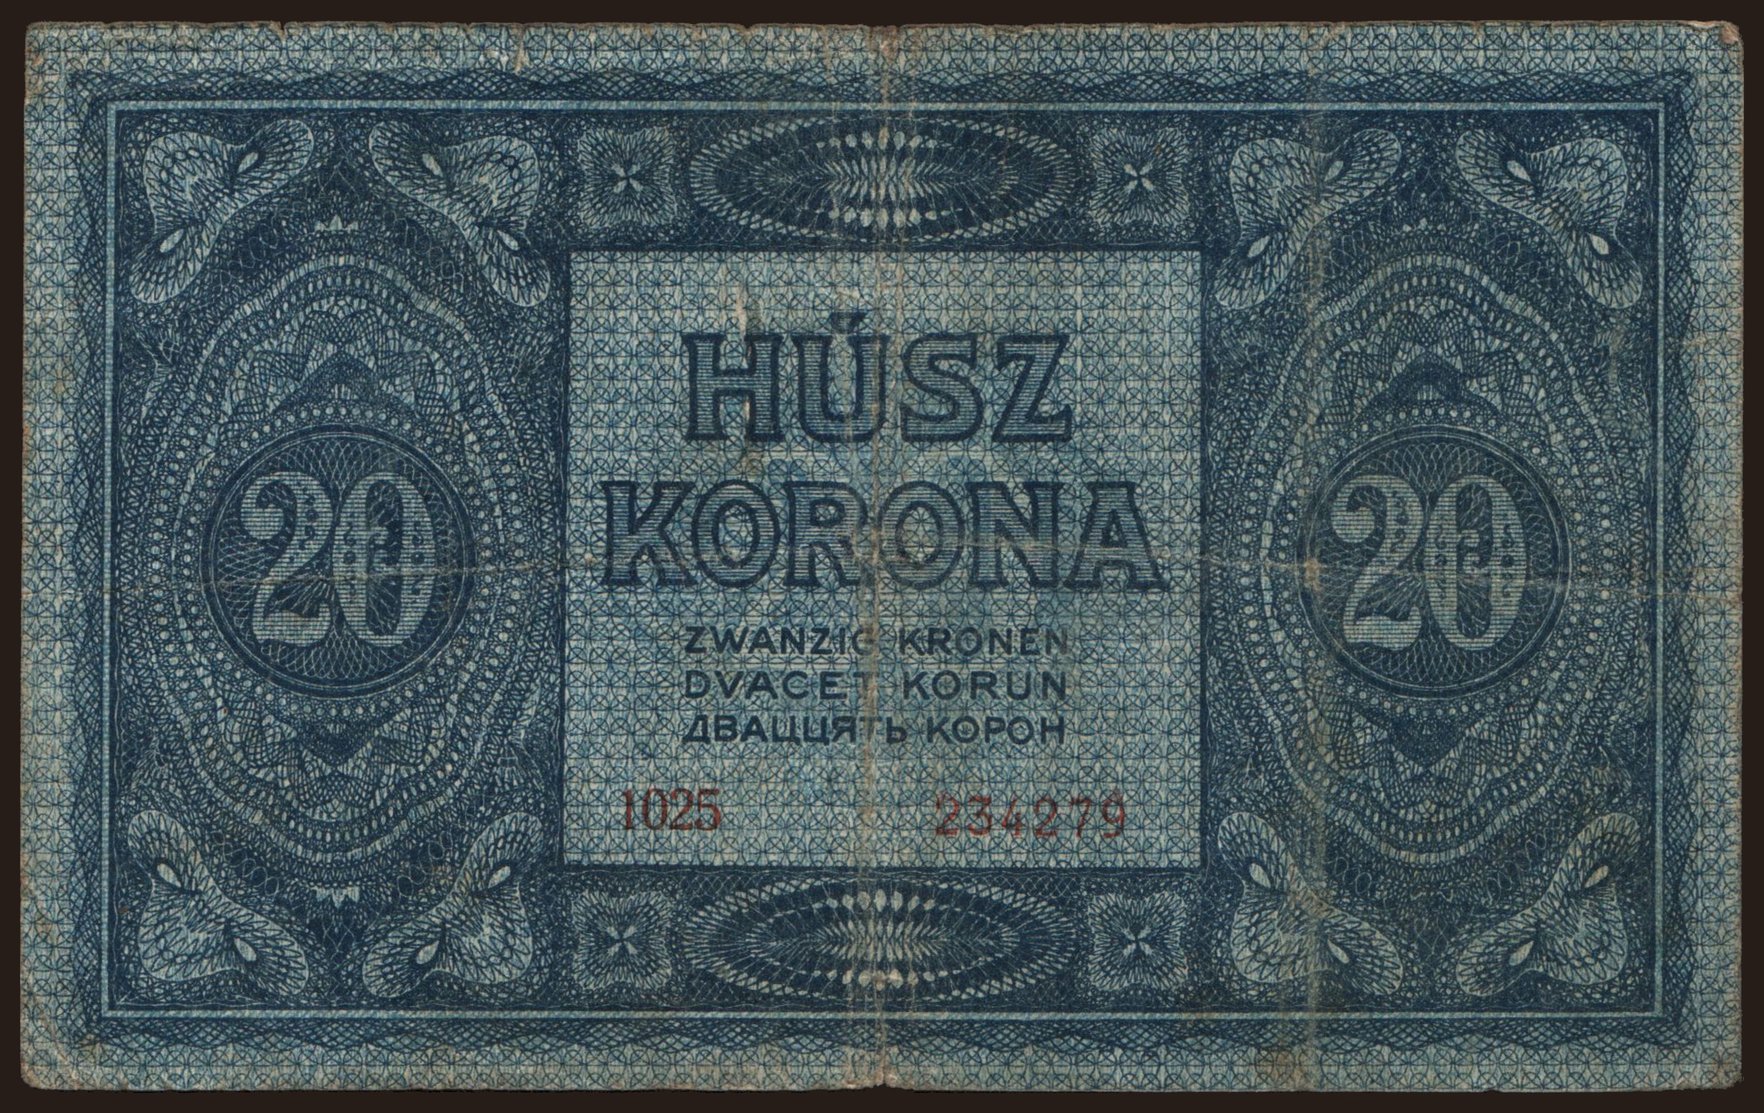 HÚSZ
KORONA
20 20
ZWANZIG KRONEN
DVACET KORUN
ДВАЦЦЯТЬ КОРОН
1025 234279